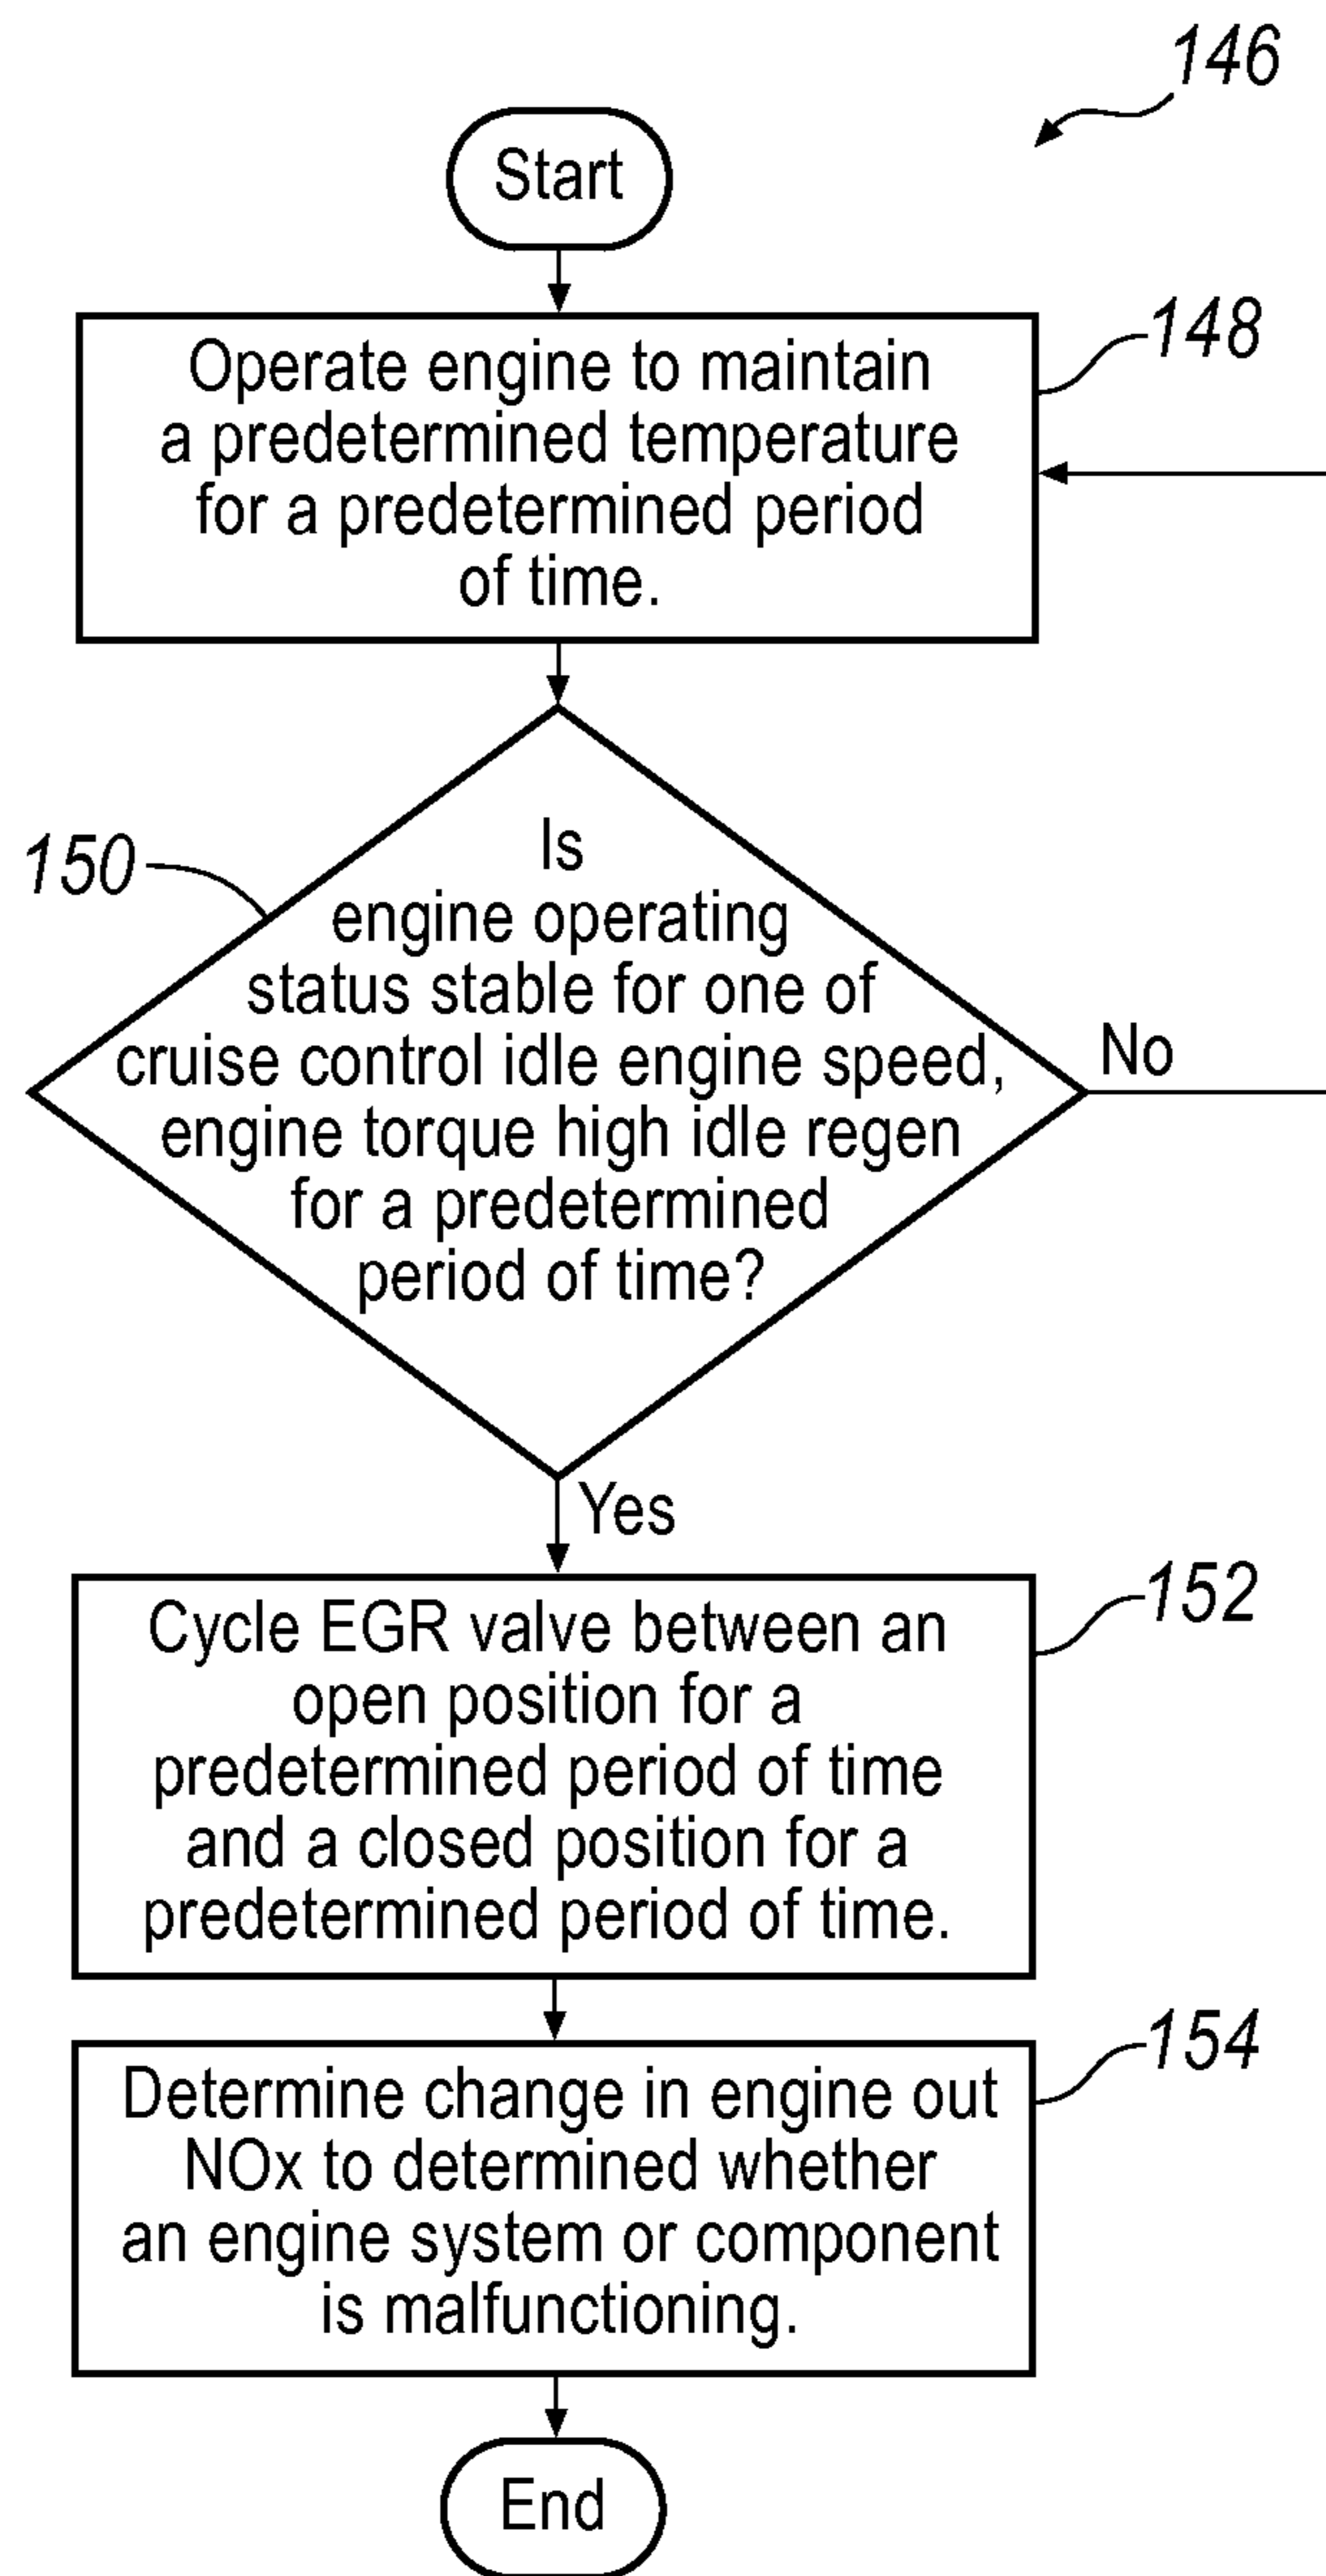 146
Start
148
Operate engine to maintain
a predetermined temperature
for a predetermined period
of time.
150
Is
engine operating
status stable for one of
cruise control idle engine speed,
engine torque high idle regen
for a predetermined
period of time?
No
Yes
152
Cycle EGR valve between an
open position for a
predetermined period of time
and a closed position for a
predetermined period of time.
154
Determine change in engine out
NOx to determined whether
an engine system or component
is malfunctioning.
End